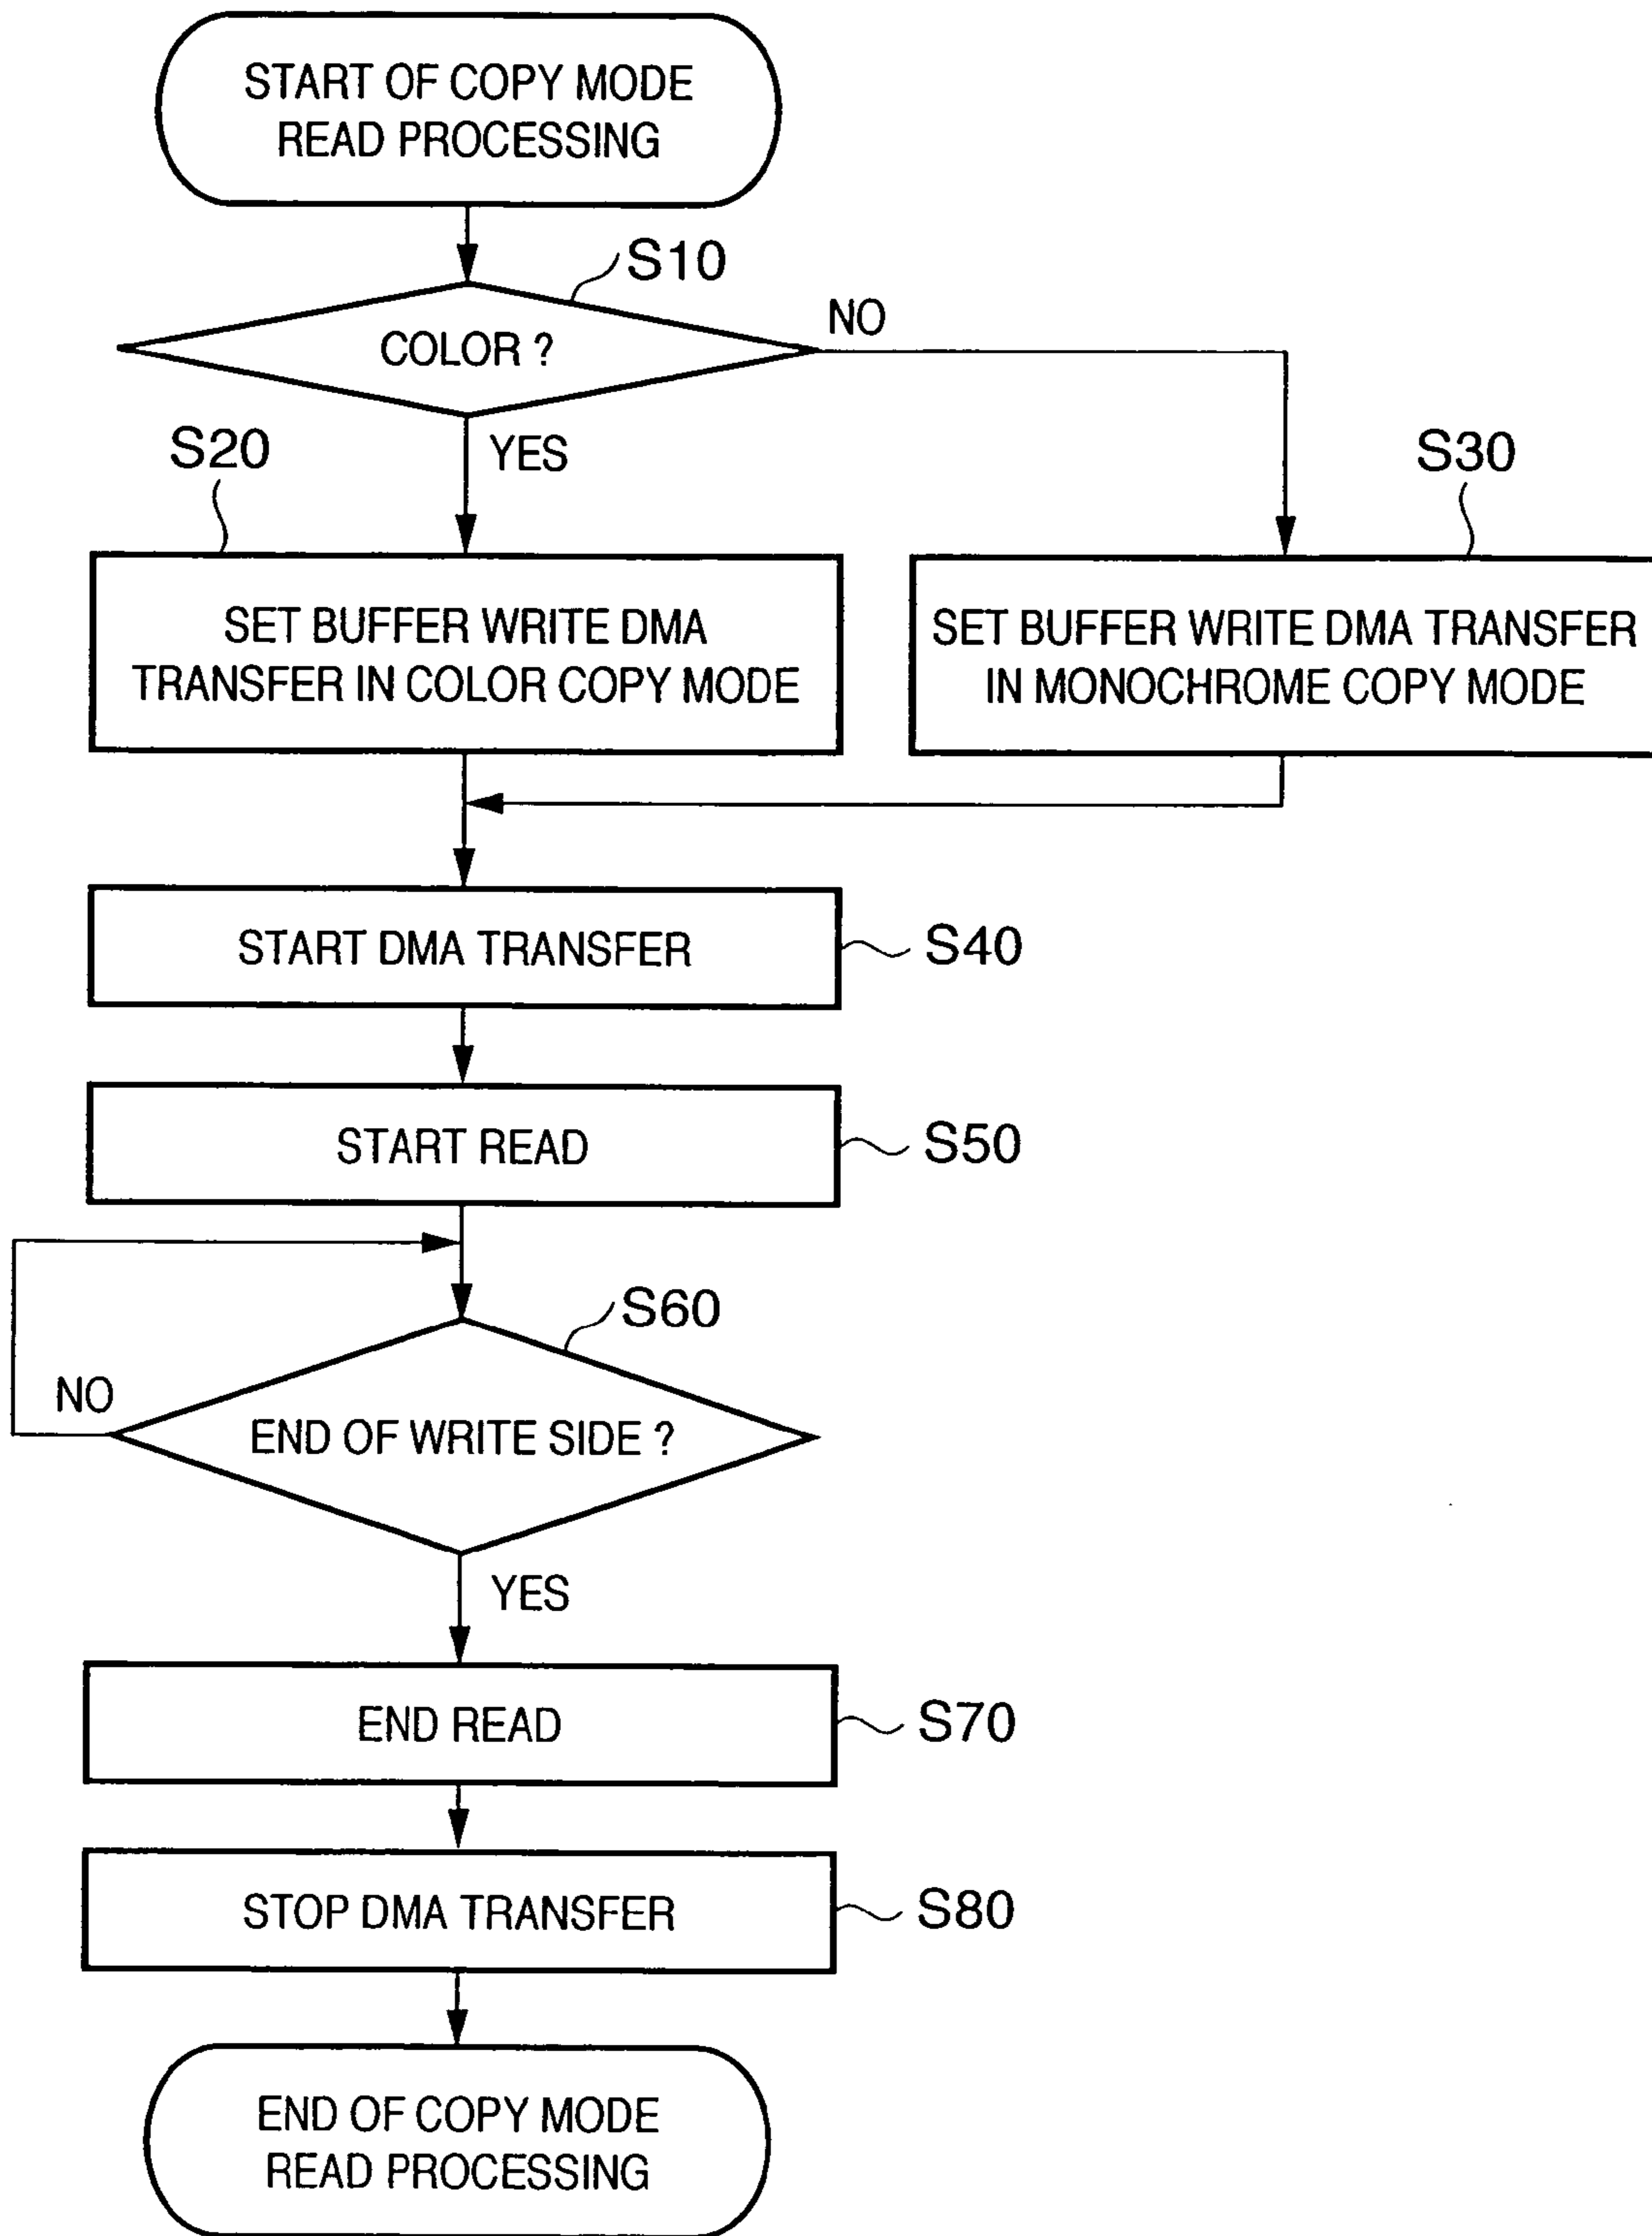 START OF COPY MODE
READ PROCESSING
S10
COLOR ?
NO
YES
S20
S30
SET BUFFER WRITE DMA
TRANSFER IN COLOR COPY MODE
SET BUFFER WRITE DMA TRANSFER
IN MONOCHROME COPY MODE
START DMA TRANSFER
S40
START READ
S50
S60
NO
END OF WRITE SIDE ?
YES
END READ
S70
STOP DMA TRANSFER
S80
END OF COPY MODE
READ PROCESSING